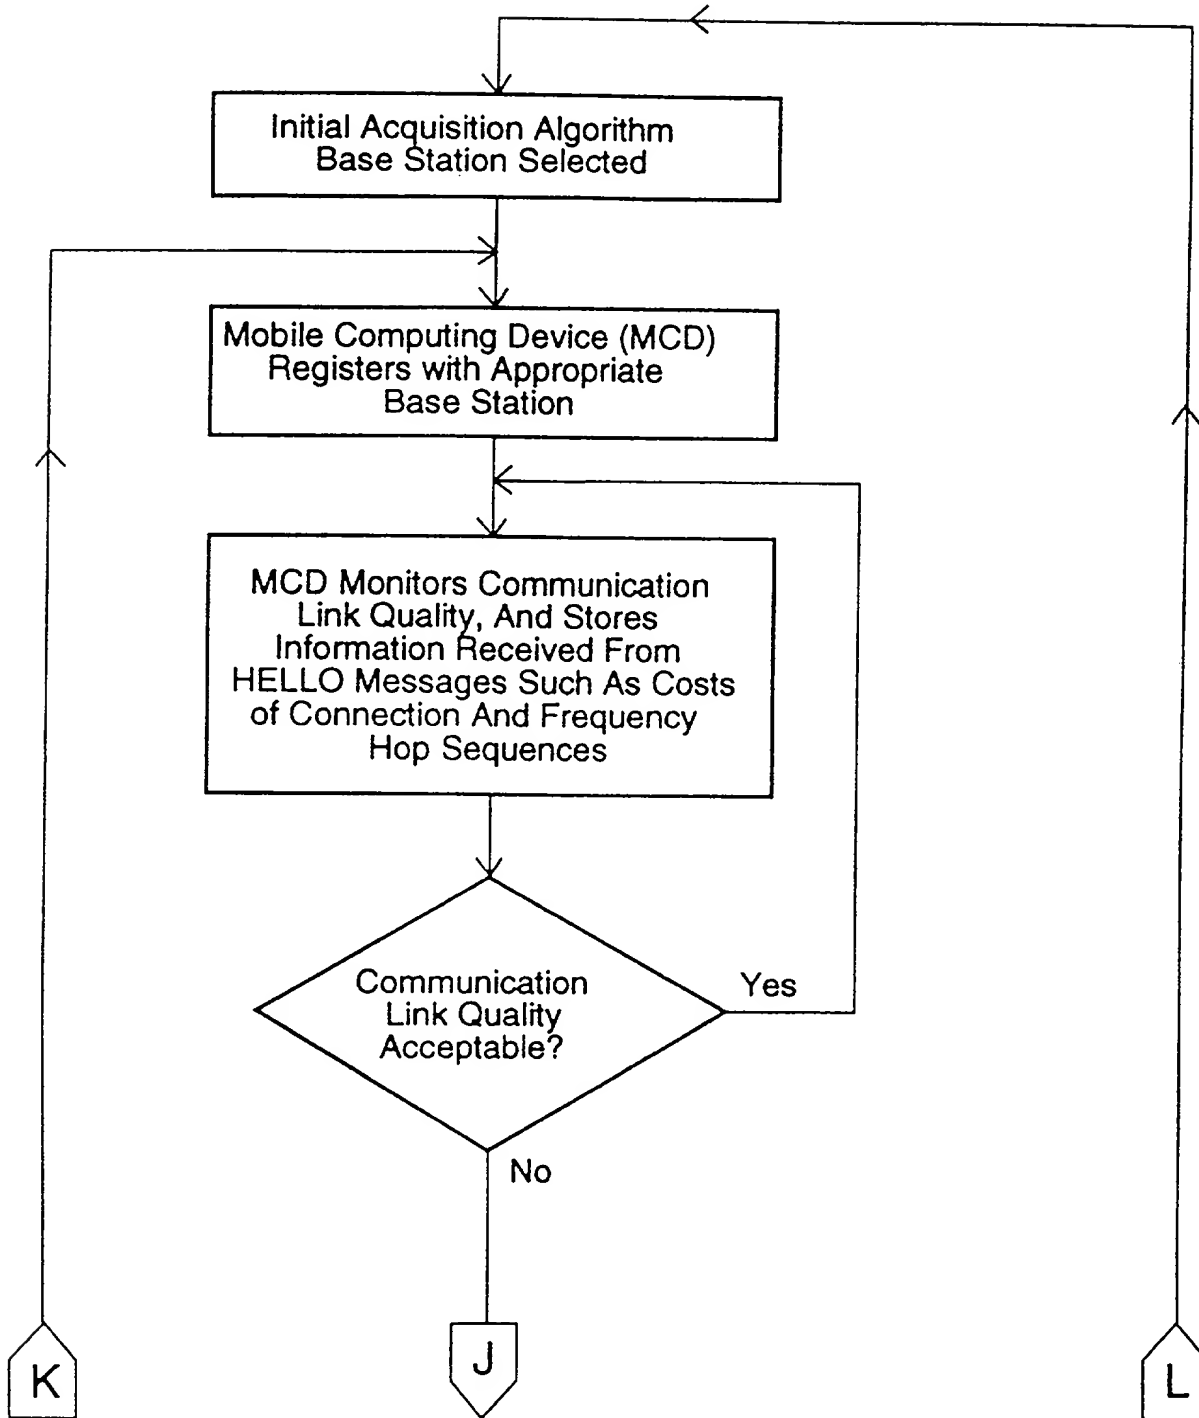 Initial Acquisition Algorithm
Base Station Selected
Mobile Computing Device (MCD)
Registers with Appropriate
Base Station
MCD Monitors Communication
Link Quality, And Stores
Information Received From
HELLO Messages Such As Costs
of Connection And Frequency
Hop Sequences
Communication
Link Quality
Acceptable?
Yes
No
K
J
L